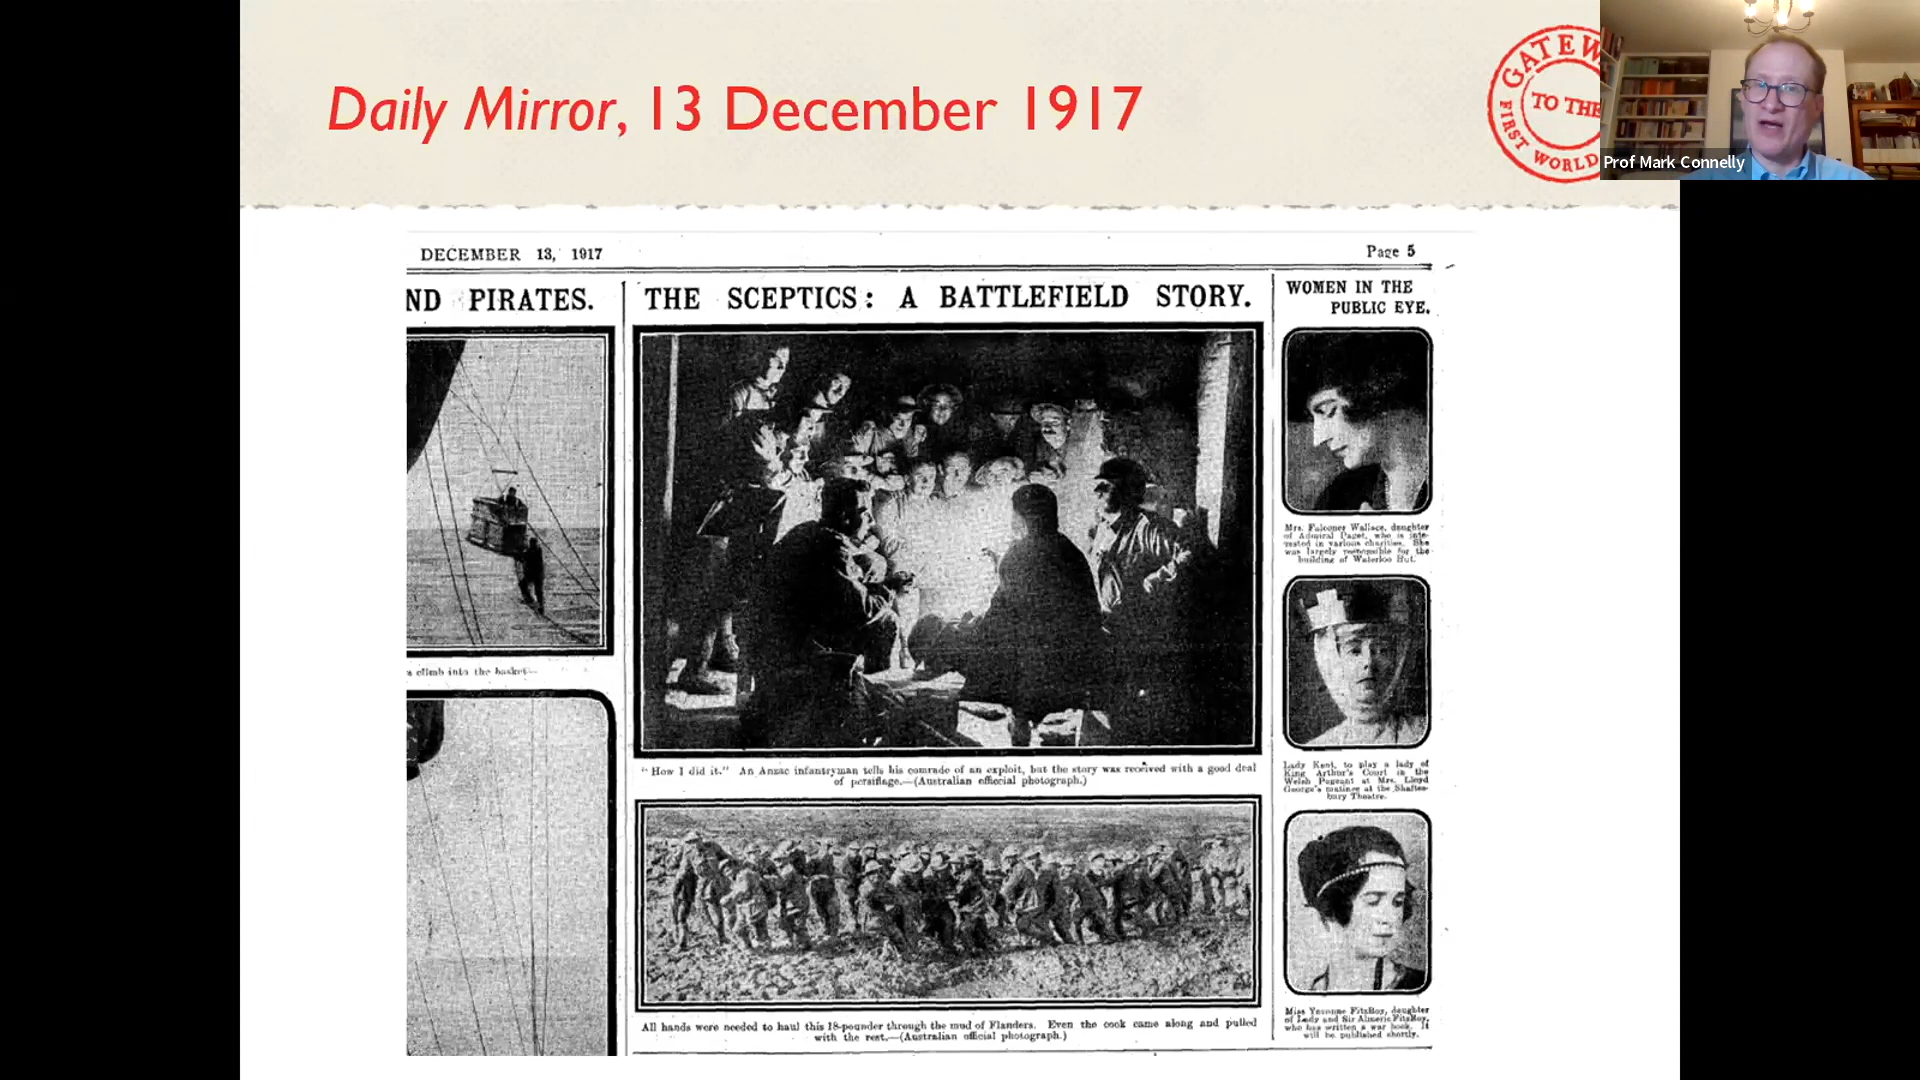 Daily Mirror, 13 December 1917
GATEW
TO THE
FIRST WORLD
Prof Mark Connelly
DECEMBER 13, 1917
Page 5
ND PIRATES.
THE SCEPTICS: A BATTLEFIELD STORY.
WOMEN IN THE
PUBLIC EYE.
climb into the basket—
"How I did it." An Anzac infantryman tells his comrade of an exploit, but the story was received with a good deal
of persiflage.—(Australian official photograph.)
All hands were needed to haul this 18-pounder through the mud of Flanders. Even the cook came along and pulled
with the rest.—(Australian official photograph.)
Mrs. Falconer Wallace, daughter
of Admiral Paget, who is inte-
rested in various charities. She
was largely responsible for the
building of Waterloo Hut.
Lady Kent, to play a lady of
King Arthur's Court in the
Welsh Pageant at Mrs. Lloyd
George's matinee at the Shaftes-
bury Theatre.
Miss Yvonne FitzRoy, daughter
of Lady and Sir Almeric FitzRoy,
who has written a war book. It
will be published shortly.